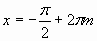 x = −π/2 + 2πn